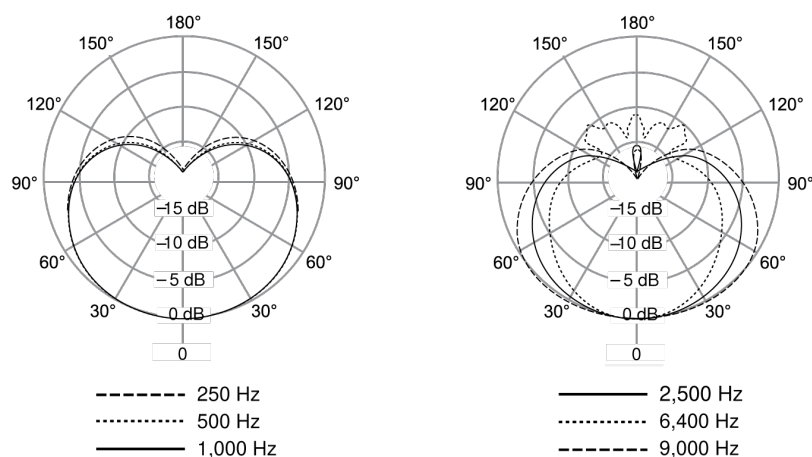 180°
150° 150°
120° 120°
90° 90°
–15 dB
–10 dB
60° 60°
–5 dB
30° 30°
0 dB
0
250 Hz
500 Hz
1,000 Hz
180°
150° 150°
120° 120°
90° 90°
–15 dB
–10 dB
60° 60°
–5 dB
30° 30°
0 dB
0
2,500 Hz
6,400 Hz
9,000 Hz